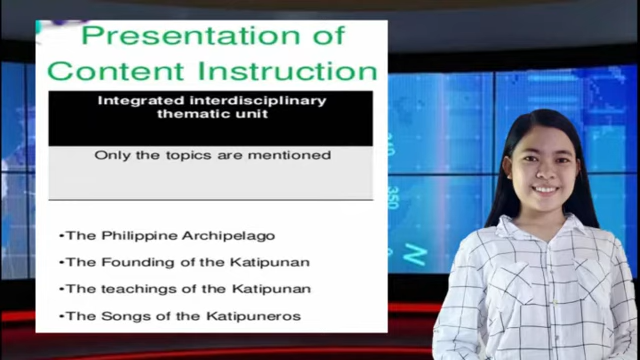 Presentation of
Content Instruction
Integrated interdisciplinary
thematic unit
Only the topics are mentioned
•The Philippine Archipelago
•The Founding of the Katipunan
•The teachings of the Katipunan
•The Songs of the Katipuneros
350
N